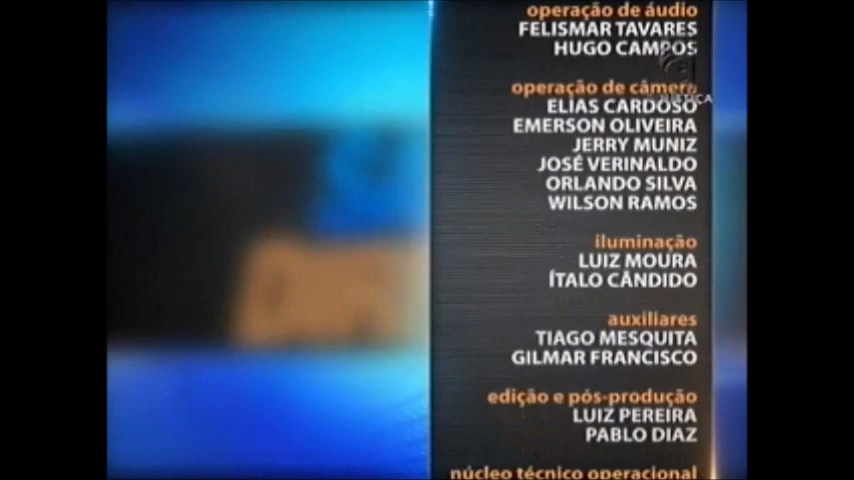 operação de áudio
FELISMAR TAVARES
HUGO CAMPOS
operação de câmera
ELIAS CARDOSO
EMERSON OLIVEIRA
JERRY MUNIZ
JOSÉ VERINALDO
ORLANDO SILVA
WILSON RAMOS
iluminação
LUIZ MOURA
ÍTALO CÂNDIDO
auxiliares
TIAGO MESQUITA
GILMAR FRANCISCO
edição e pós-produção
LUIZ PEREIRA
PABLO DIAZ
núcleo técnico operacional